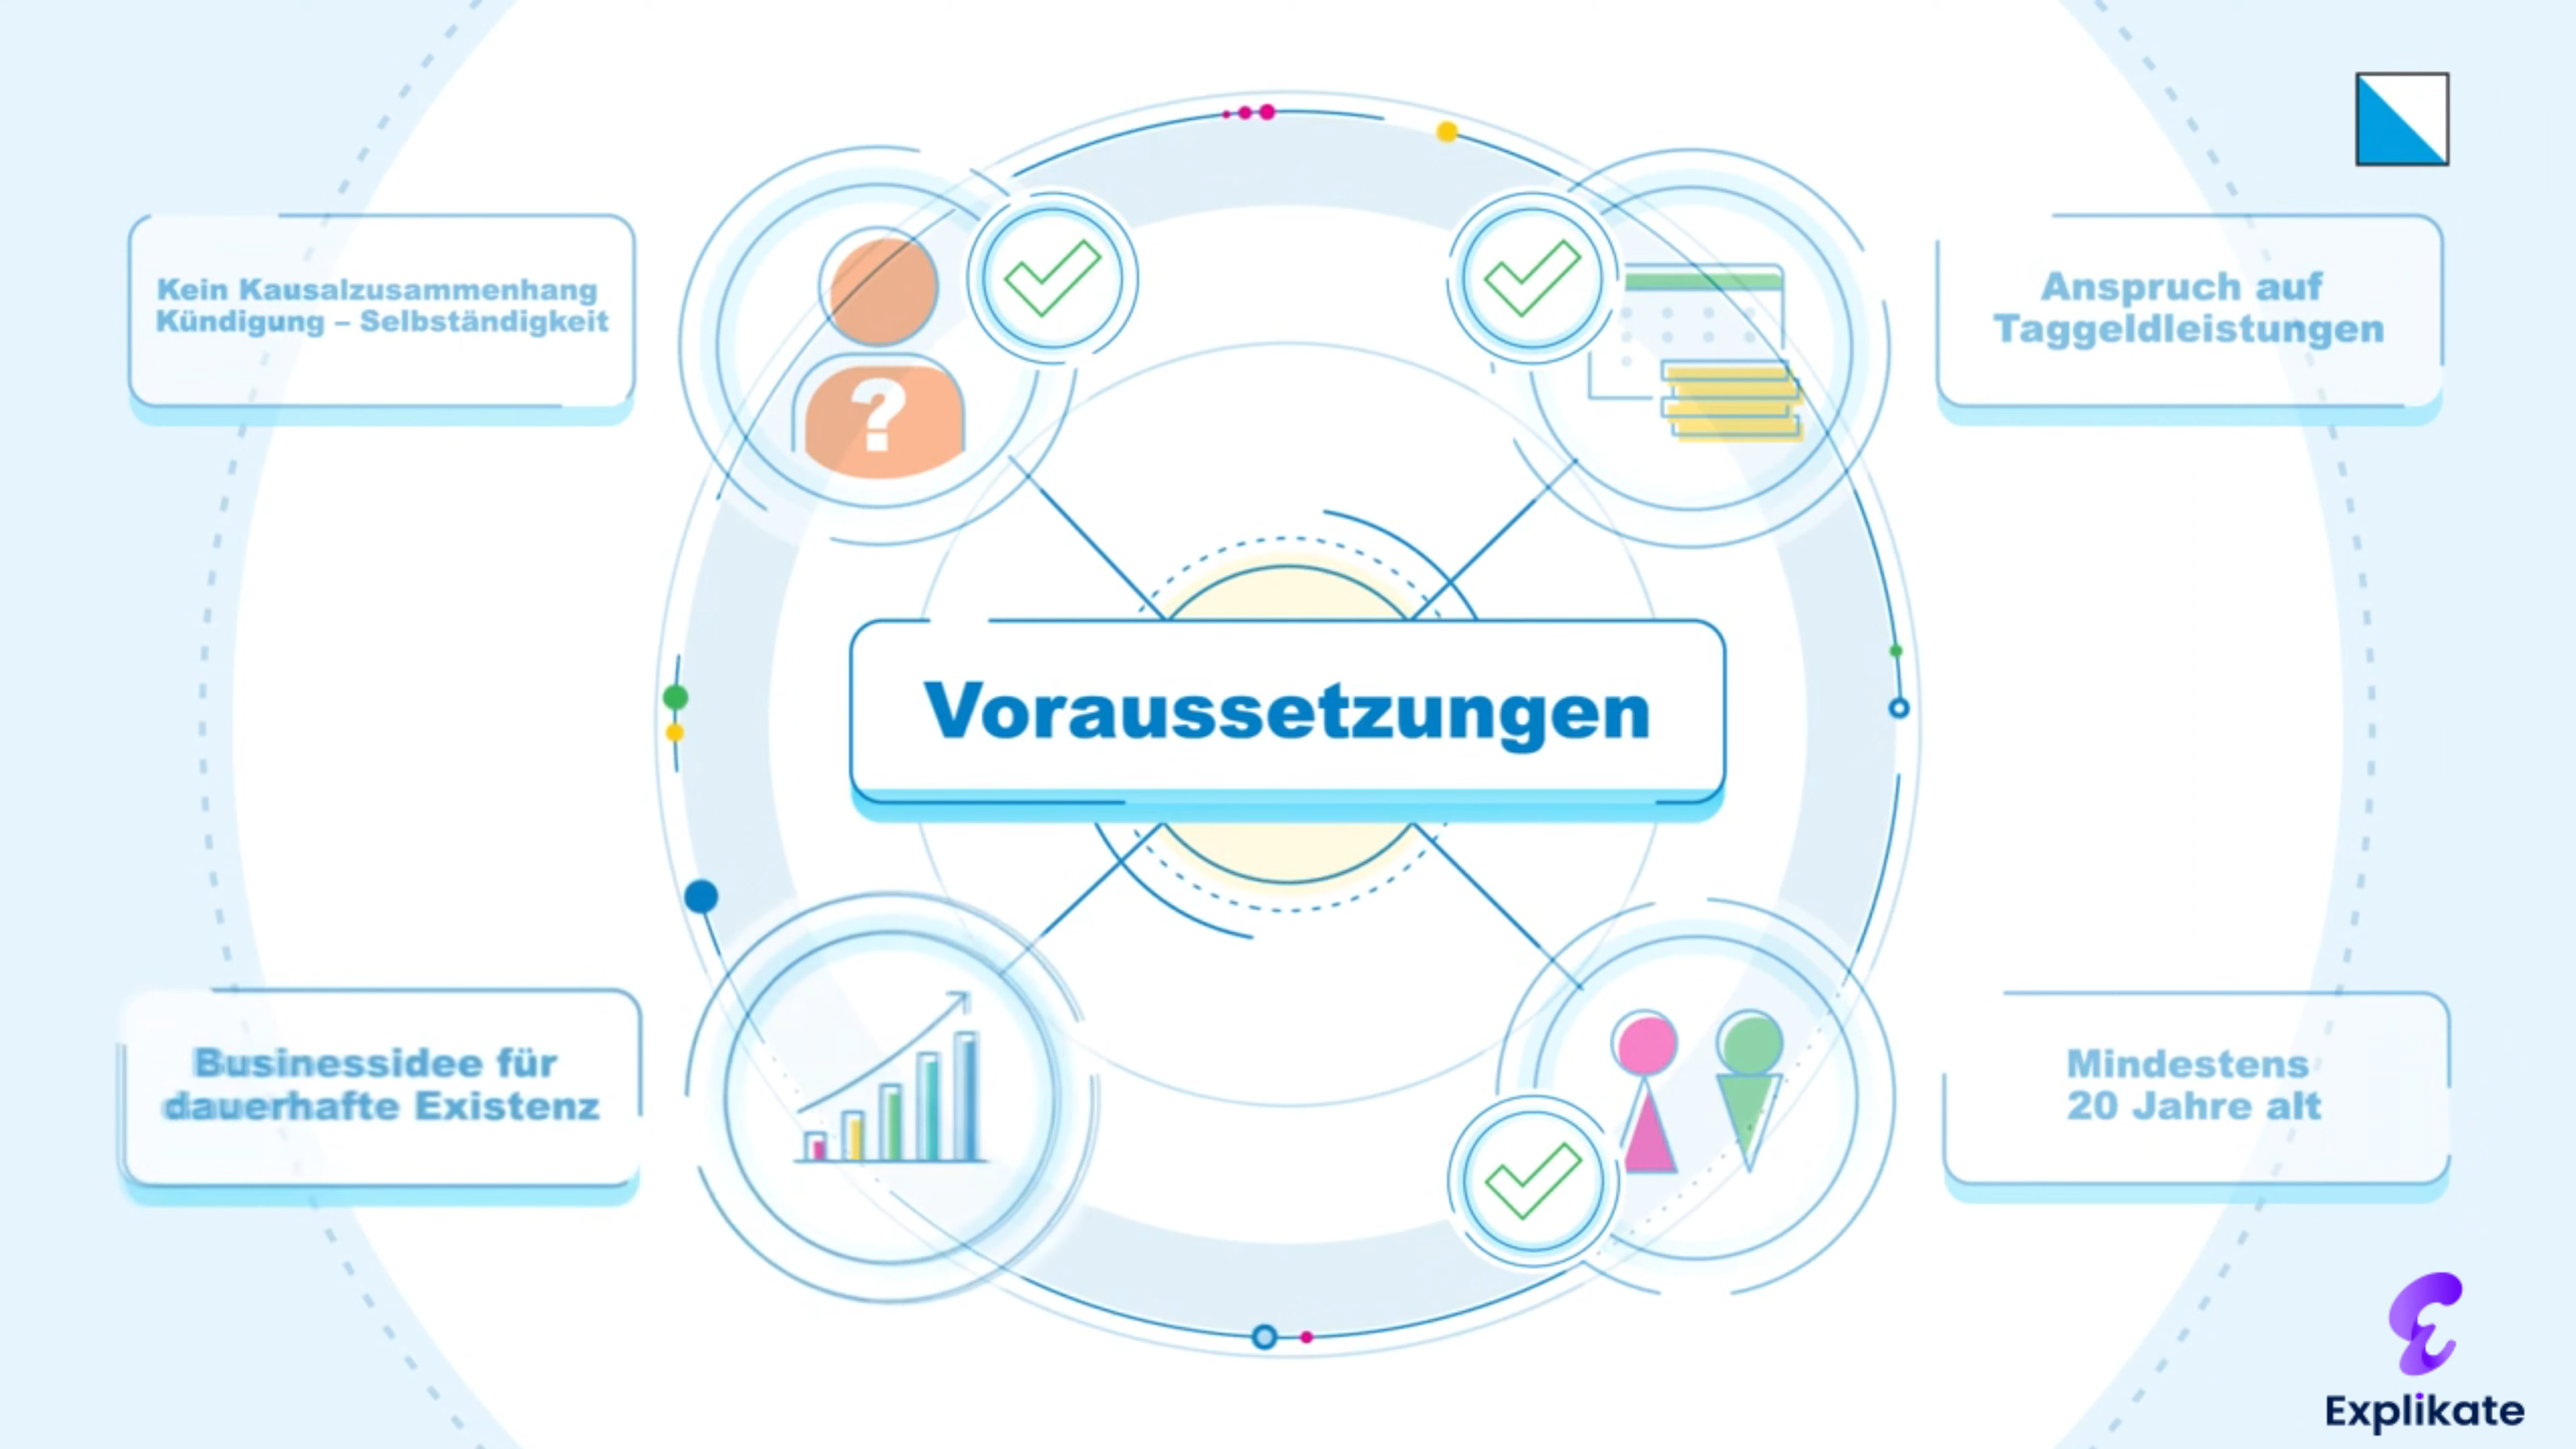 Kein Kausalzusammenhang
Kündigung – Selbständigkeit
?
Anspruch auf
Taggeldleistungen
Voraussetzungen
Businessidee für
dauerhafte Existenz
Mindestens
20 Jahre alt
Explikate